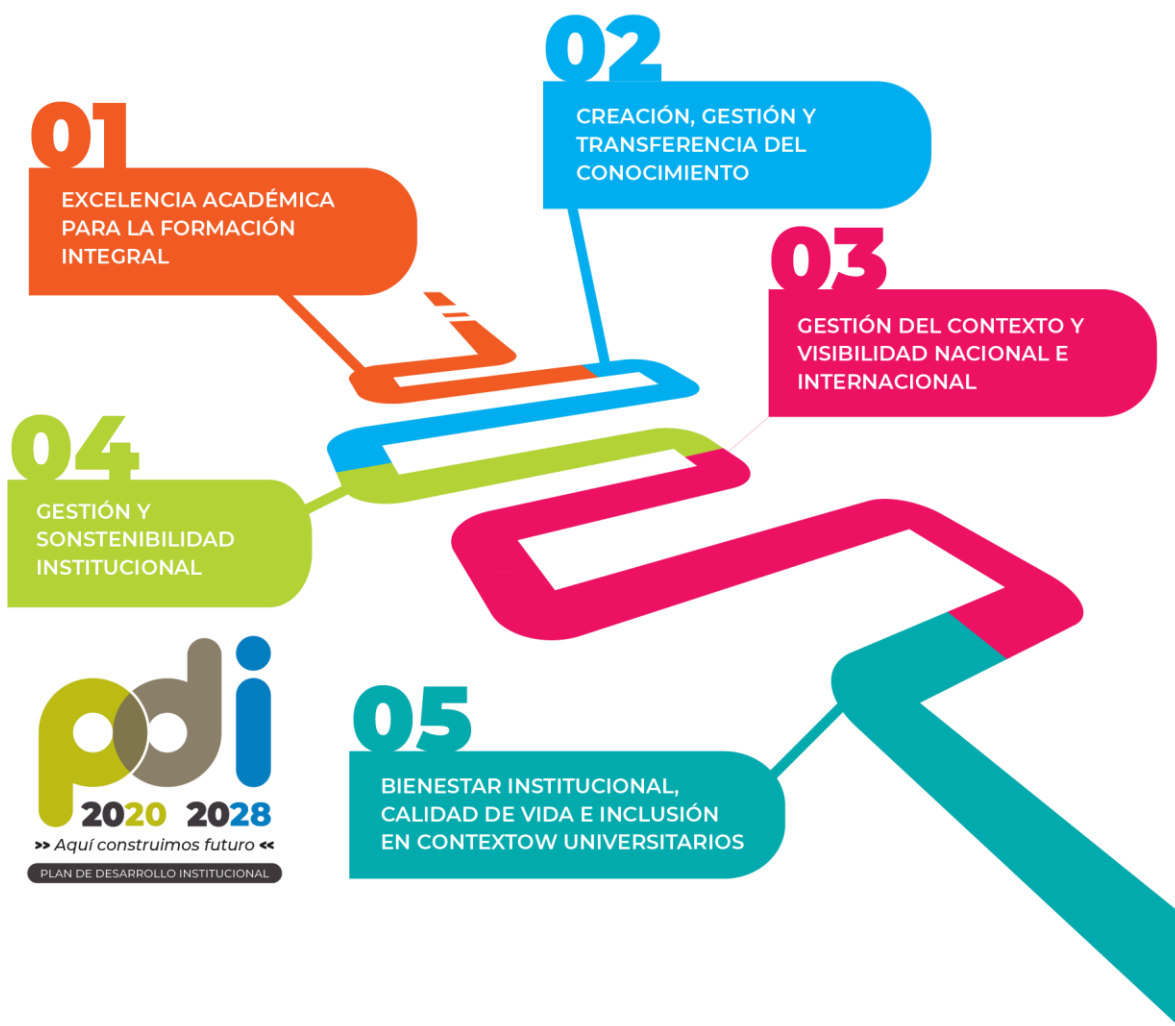 01
EXCELENCIA ACADÉMICA
PARA LA FORMACIÓN
INTEGRAL
02
CREACIÓN, GESTIÓN Y
TRANSFERENCIA DEL
CONOCIMIENTO
03
GESTIÓN DEL CONTEXTO Y
VISIBILIDAD NACIONAL E
INTERNACIONAL
04
GESTIÓN Y
SONSTENIBILIDAD
INSTITUCIONAL
05
BIENESTAR INSTITUCIONAL,
CALIDAD DE VIDA E INCLUSIÓN
EN CONTEXTOW UNIVERSITARIOS
pdi
2020 2028
>> Aquí construimos futuro <<
PLAN DE DESARROLLO INSTITUCIONAL